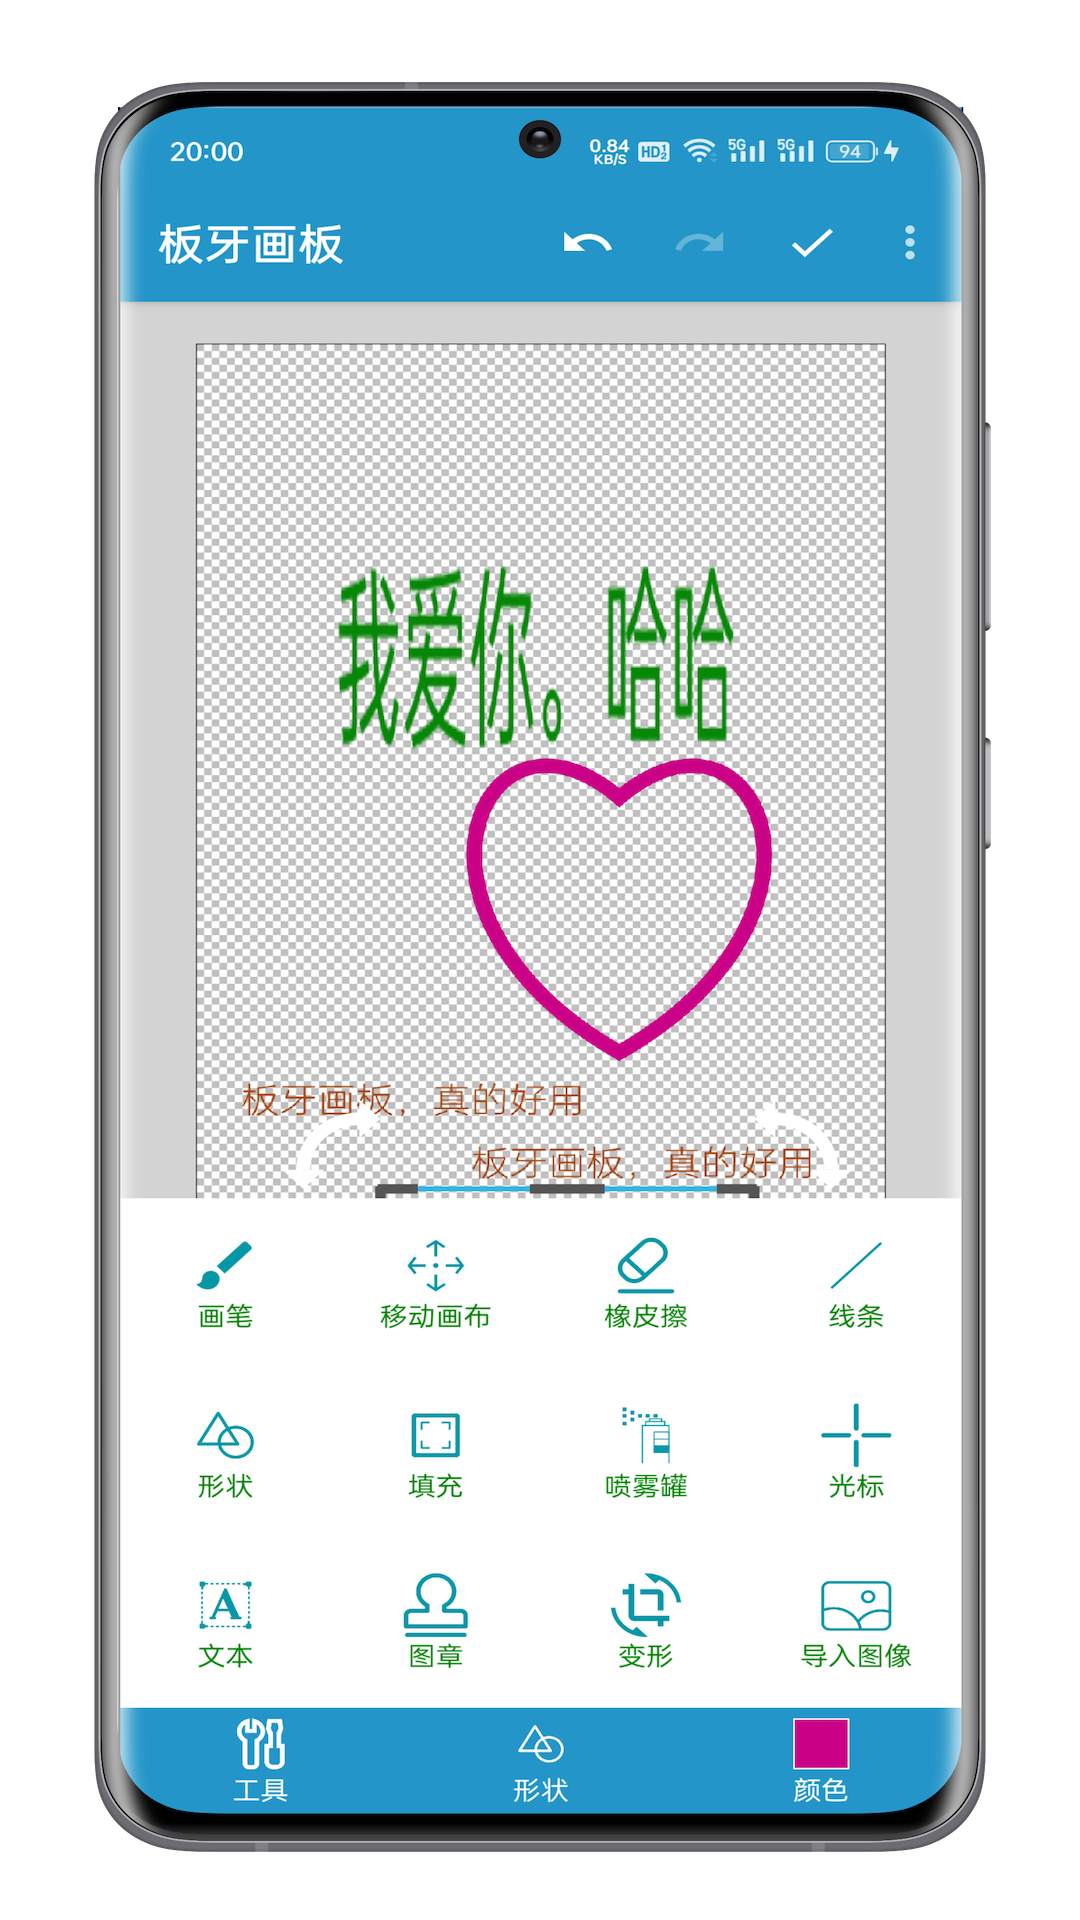 20:00
0.84 KB/S HD 1 2 5G 5G 94
板牙画板
我爱你。哈哈
板牙画板，真的好用
板牙画板，真的好用
画笔 移动画布 橡皮擦 线条
形状 填充 喷雾罐 光标
A
文本 图章 变形 导入图像
工具 形状 颜色